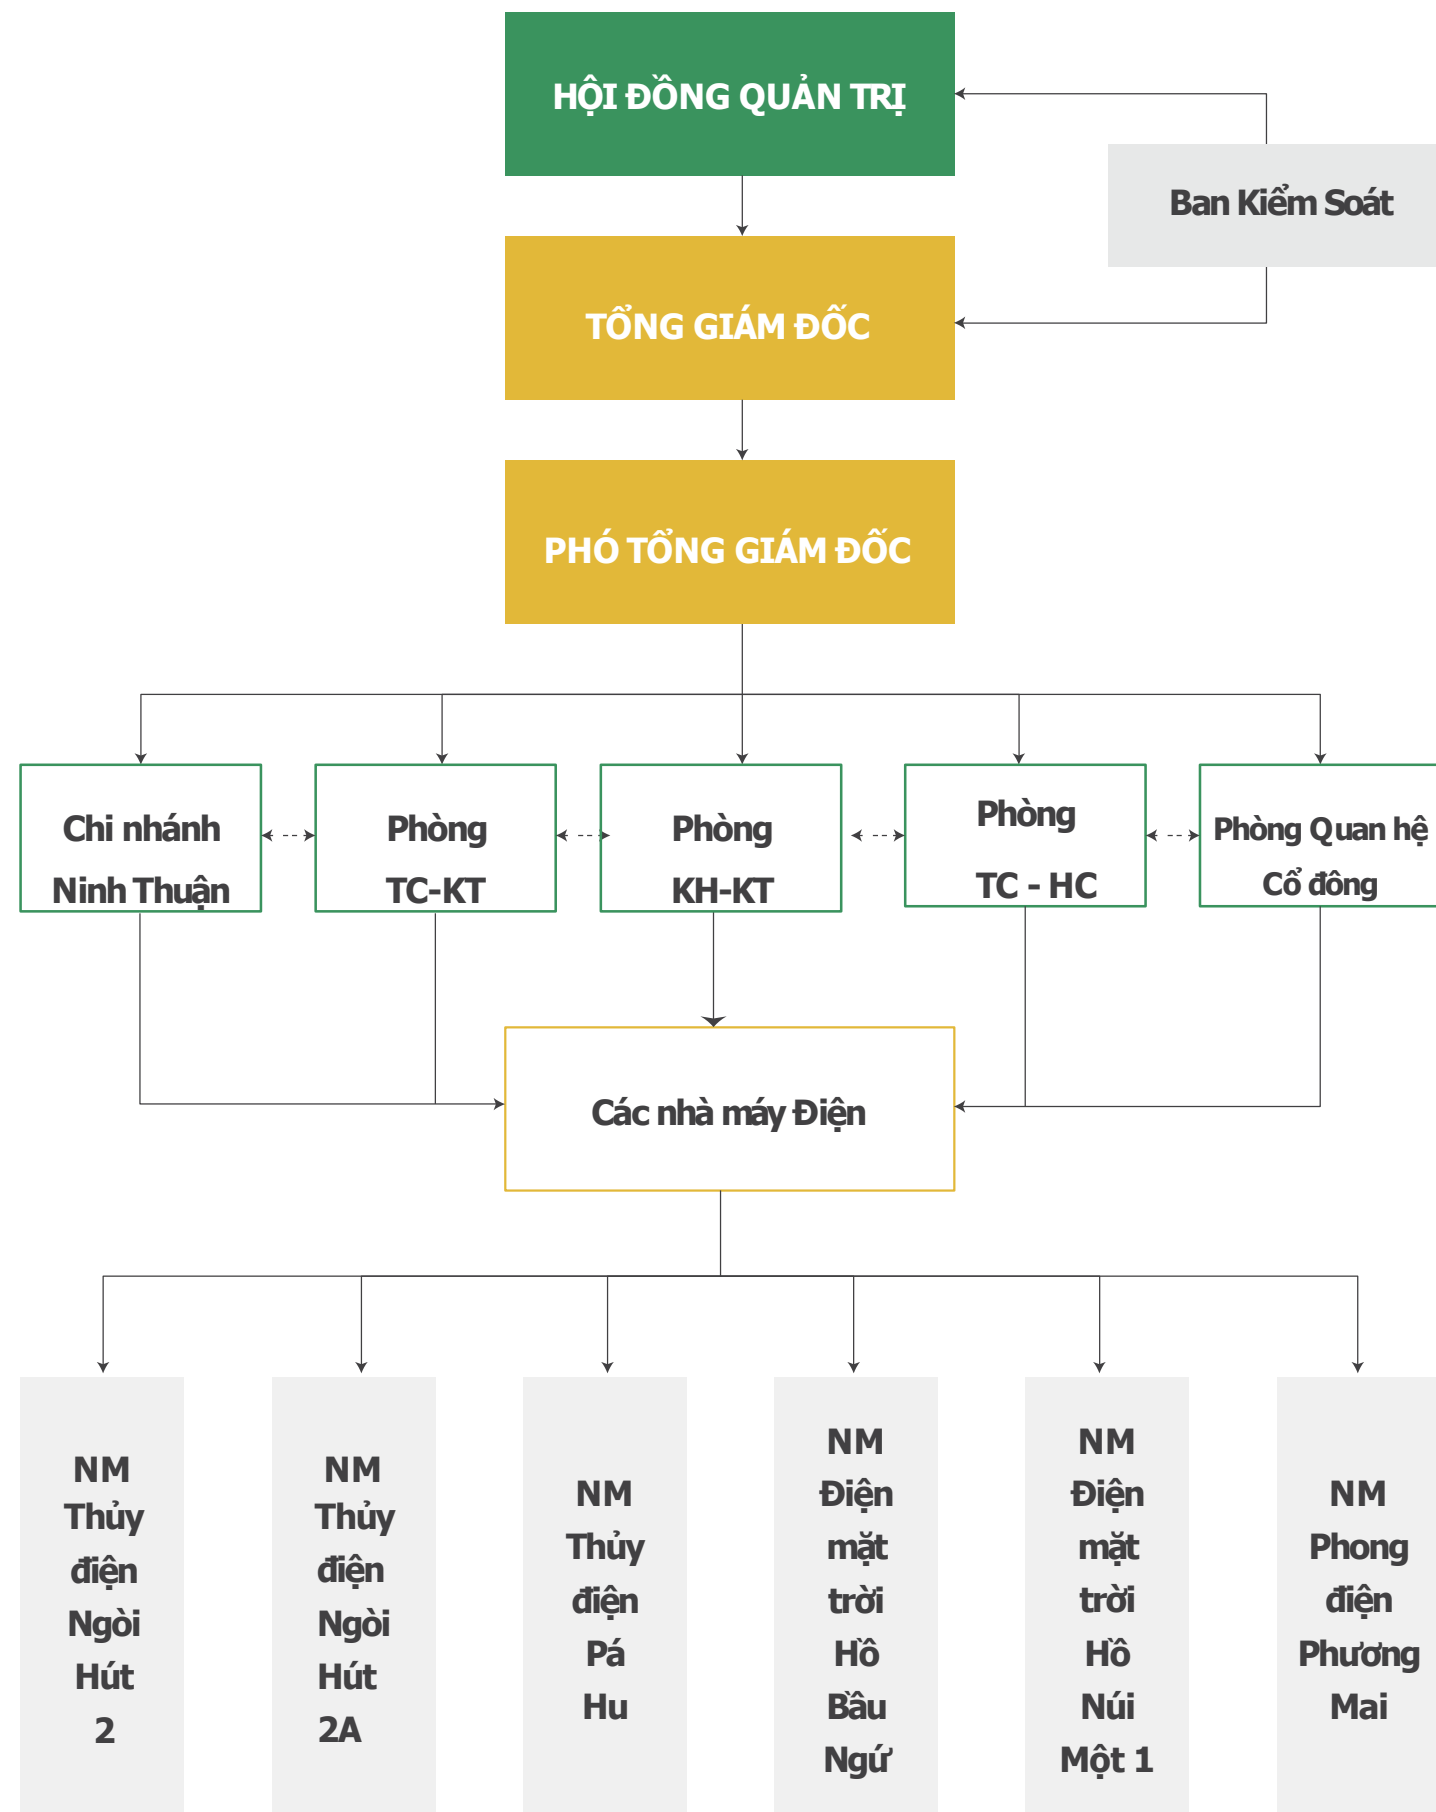 HỘI ĐỒNG QUẢN TRỊ
Ban Kiểm Soát
TỔNG GIÁM ĐỐC
PHÓ TỔNG GIÁM ĐỐC
Chi nhánh
Ninh Thuận
Phòng
TC-KT
Phòng
KH-KT
Phòng
TC - HC
Phòng Quan hệ
Cổ đông
Các nhà máy Điện
NM
Thủy
điện
Ngòi
Hút
2
NM
Thủy
điện
Ngòi
Hút
2A
NM
Thủy
điện
Pá
Hu
NM
Điện
mặt
trời
Hồ
Bầu
Ngứ
NM
Điện
mặt
trời
Hồ
Núi
Một 1
NM
Phong
điện
Phương
Mai